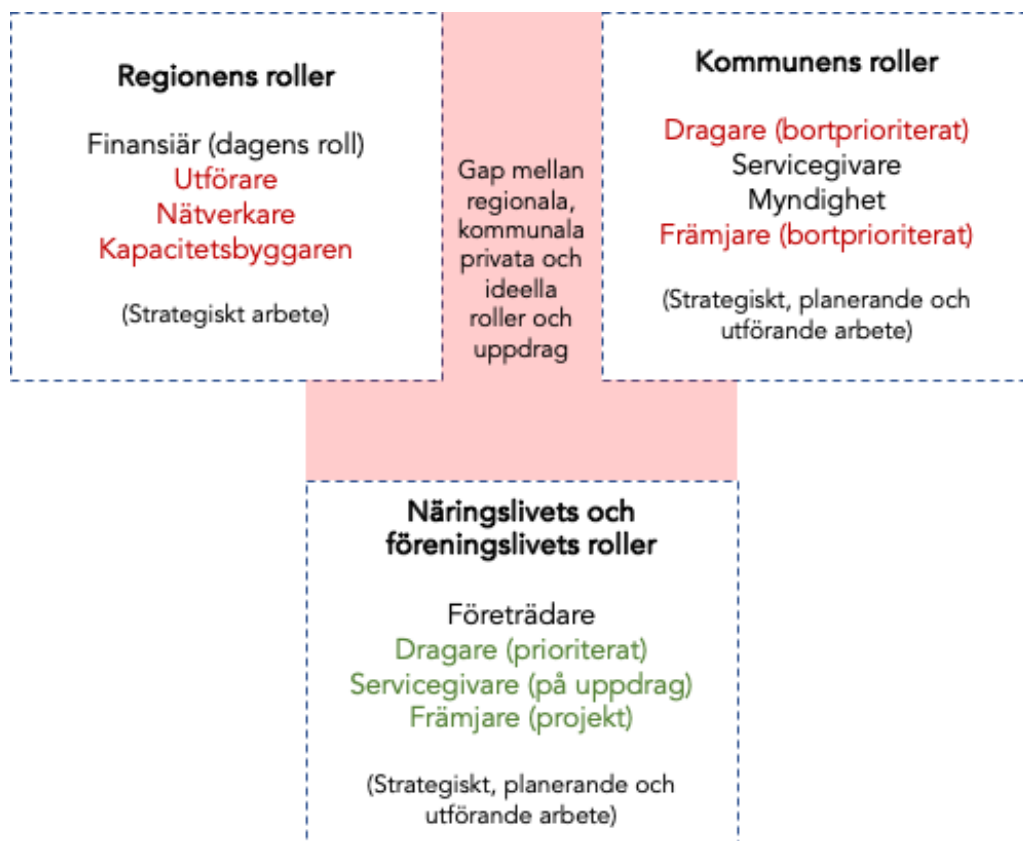 Regionens roller
Finansiär (dagens roll)
Utförare
Nätverkare
Kapacitetsbyggaren
(Strategiskt arbete)
Gap mellan
regionala,
kommunala
privata och
ideella
roller och
uppdrag
Kommunens roller
Dragare (bortprioriterat)
Servicegivare
Myndighet
Främjare (bortprioriterat)
(Strategiskt, planerande och
utförande arbete)
Näringslivets och
föreningslivets roller
Företrädare
Dragare (prioriterat)
Servicegivare (på uppdrag)
Främjare (projekt)
(Strategiskt, planerande och
utförande arbete)